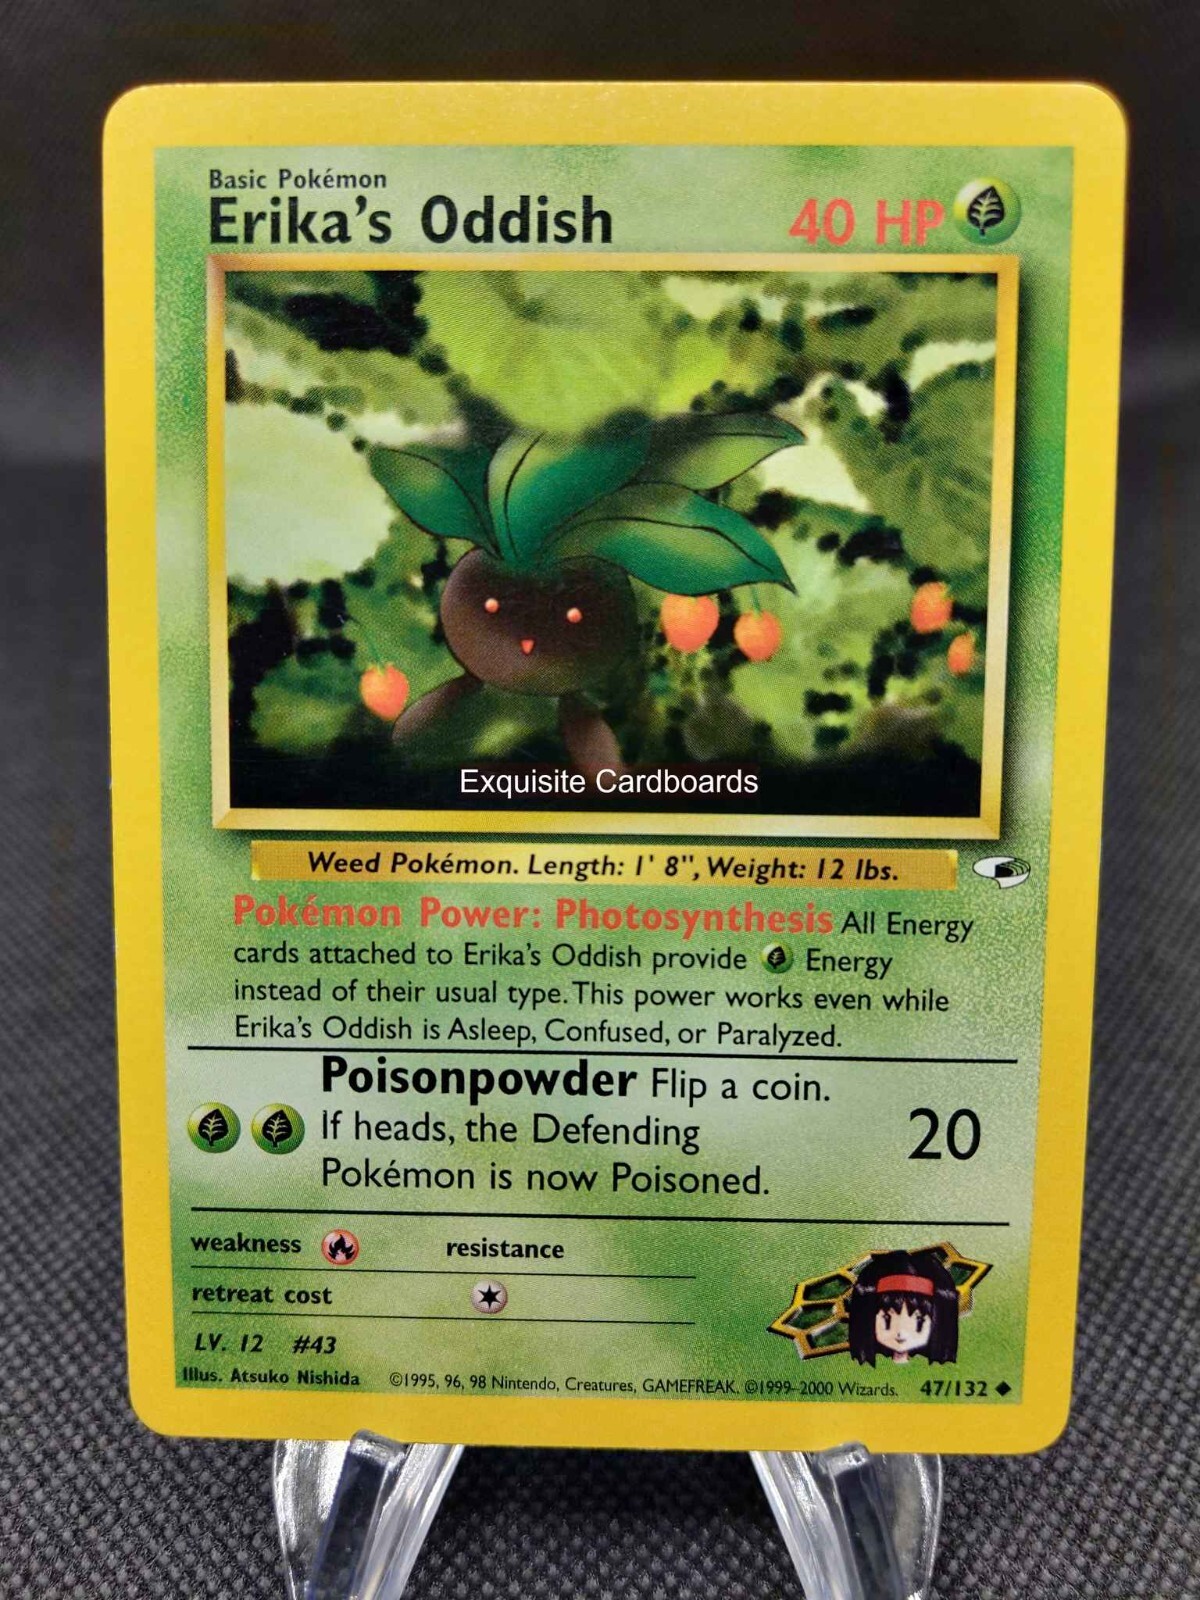 Basic Pokémon
Erika's Oddish 40 HP
Exquisite Cardboards
Weed Pokémon. Length: 1' 8", Weight: 12 lbs.
Pokémon Power: Photosynthesis All Energy
cards attached to Erika's Oddish provide Energy
instead of their usual type. This power works even while
Erika's Oddish is Asleep, Confused, or Paralyzed.
Poisonpowder Flip a coin.
If heads, the Defending
Pokémon is now Poisoned.
20
weakness resistance
retreat cost
LV. 12 #43
Illus. Atsuko Nishida ©1995, 96, 98 Nintendo, Creatures, GAMEFREAK. ©1999-2000 Wizards. 47/132 ◆